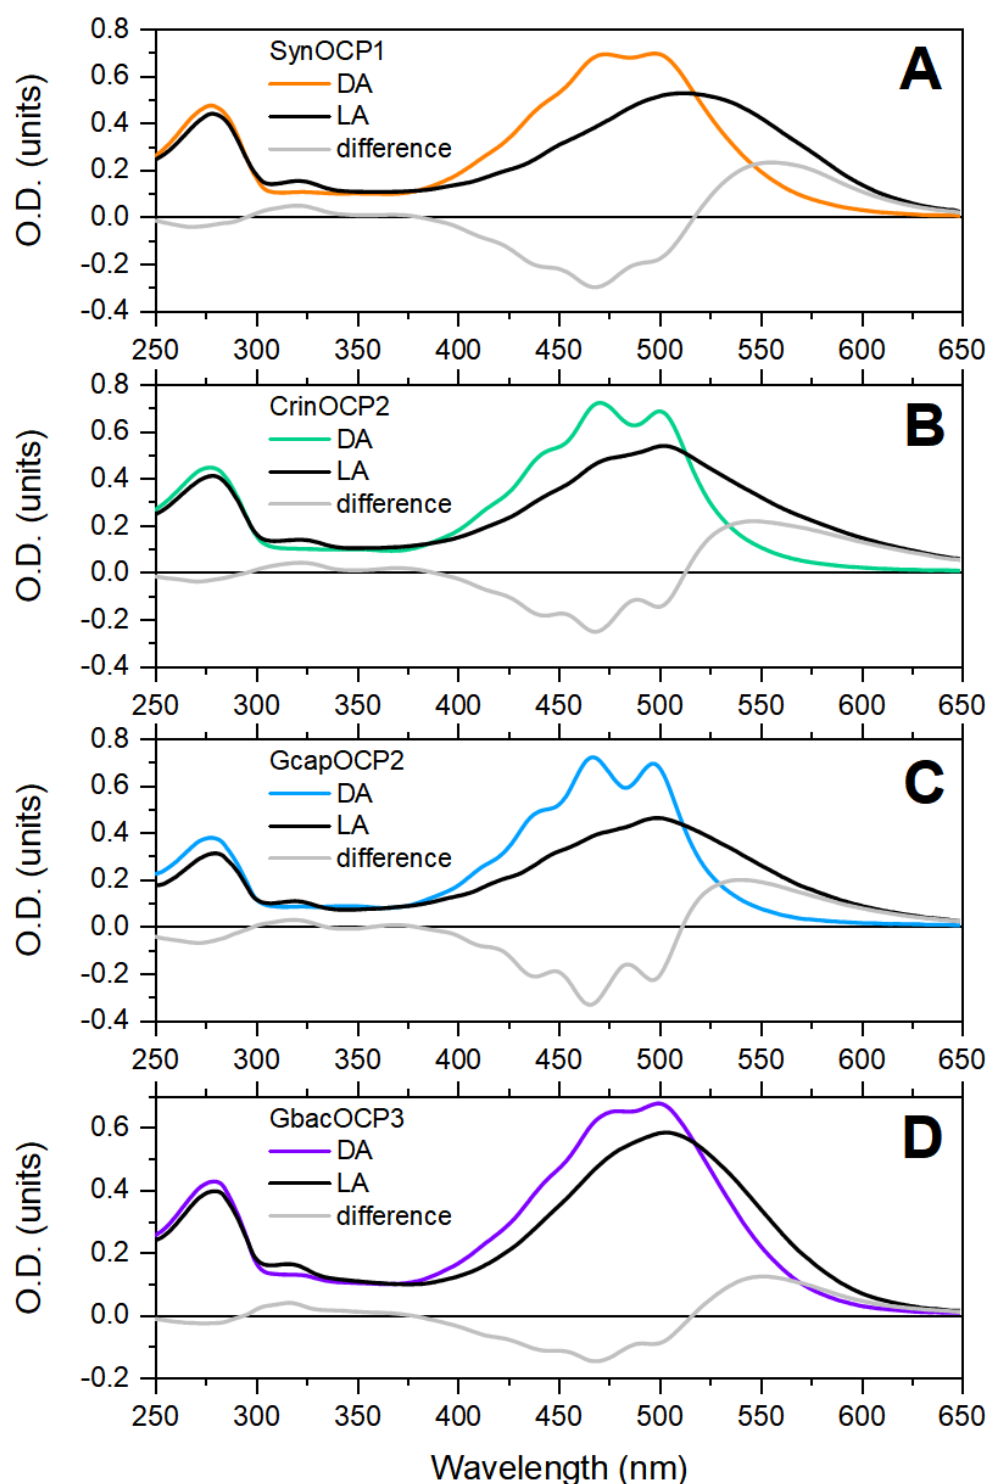 A
SynOCP1
DA
LA
difference
O.D. (units)
0.8
0.6
0.4
0.2
0.0
-0.2
-0.4
250 300 350 400 450 500 550 600 650
B
CrinOCP2
DA
LA
difference
O.D. (units)
0.8
0.6
0.4
0.2
0.0
-0.2
-0.4
250 300 350 400 450 500 550 600 650
C
GcapOCP2
DA
LA
difference
O.D. (units)
0.8
0.6
0.4
0.2
0.0
-0.2
-0.4
250 300 350 400 450 500 550 600 650
D
GbacOCP3
DA
LA
difference
O.D. (units)
0.6
0.4
0.2
0.0
-0.2
250 300 350 400 450 500 550 600 650
Wavelength (nm)